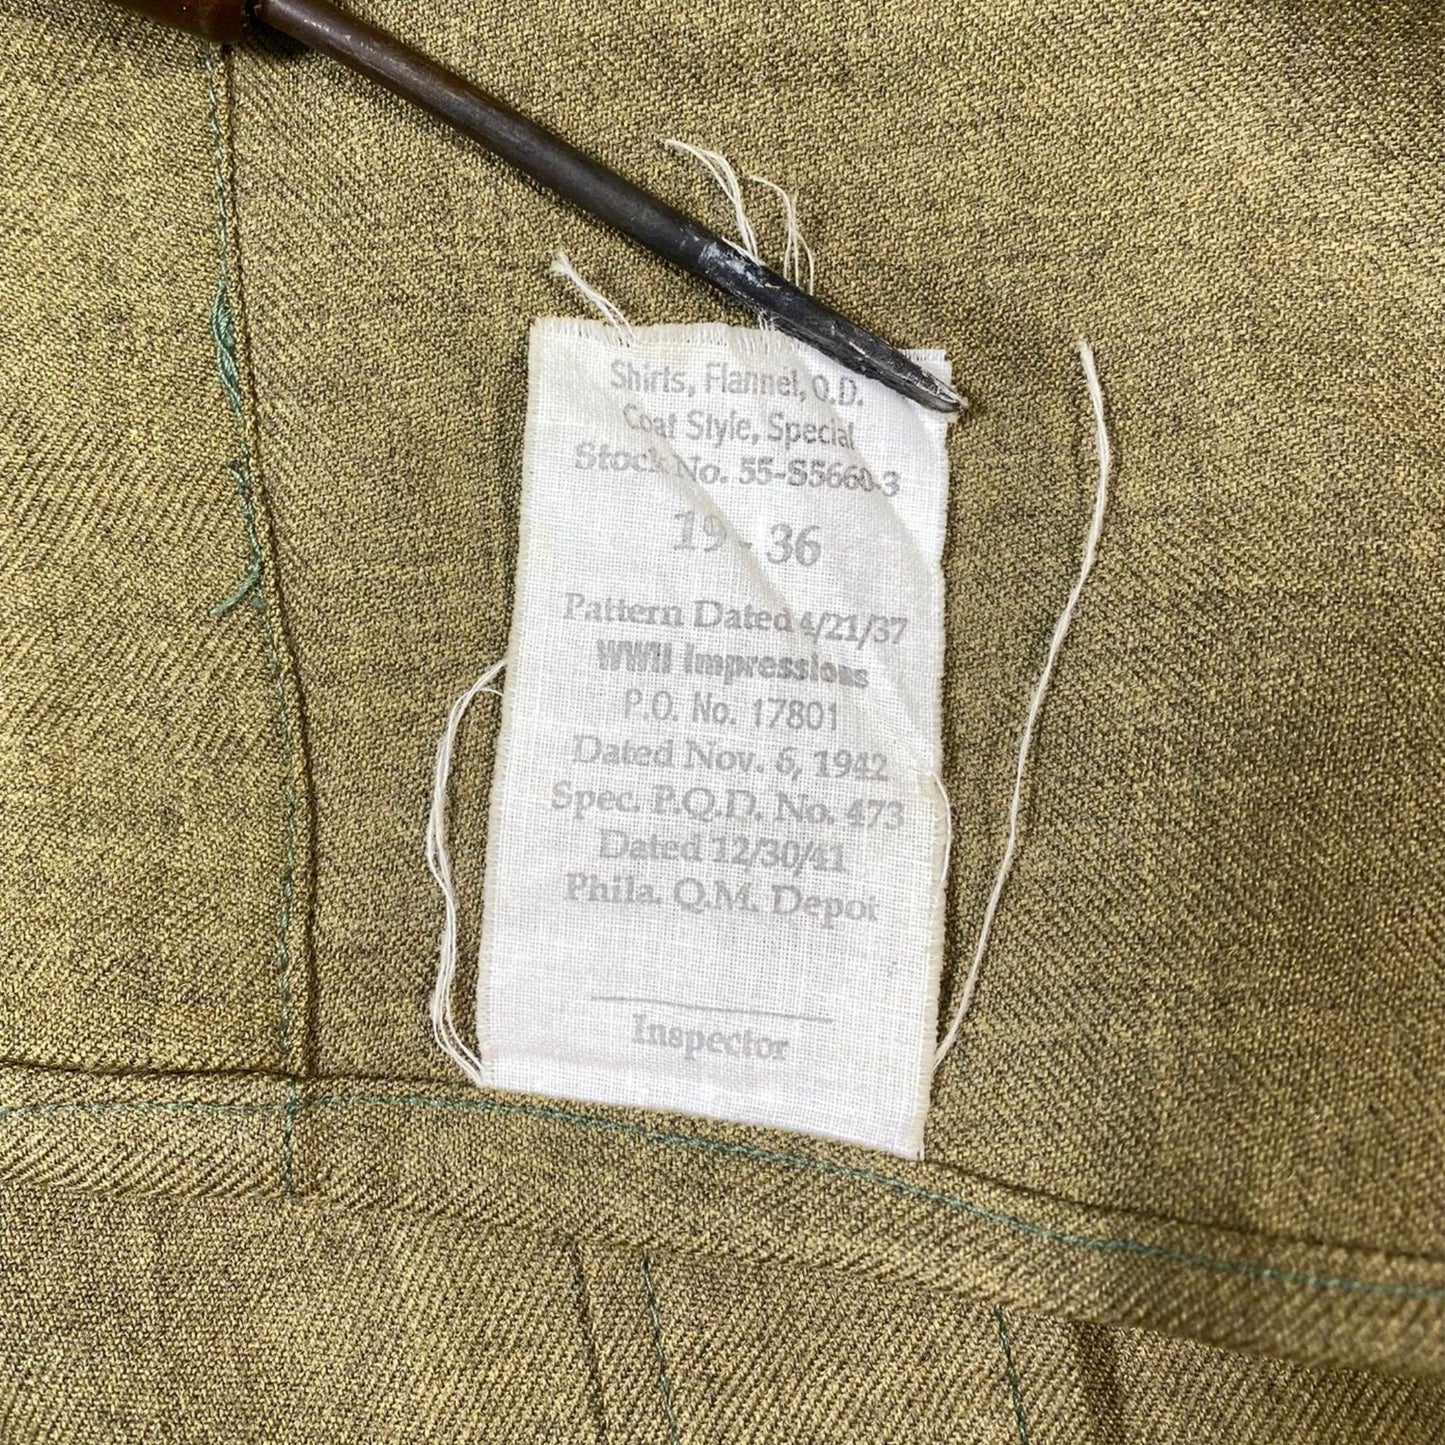 Shirts, Flannel, O.D.
Coat Style, Special
Stock No. 55-S5660-3
19 - 36
Pattern Dated 4/21/37
WWII Impressions
P.O. No. 17801
Dated Nov. 6, 1942
Spec. P.Q.D. No. 473
Dated 12/30/41
Phila. Q.M. Depot
Inspector